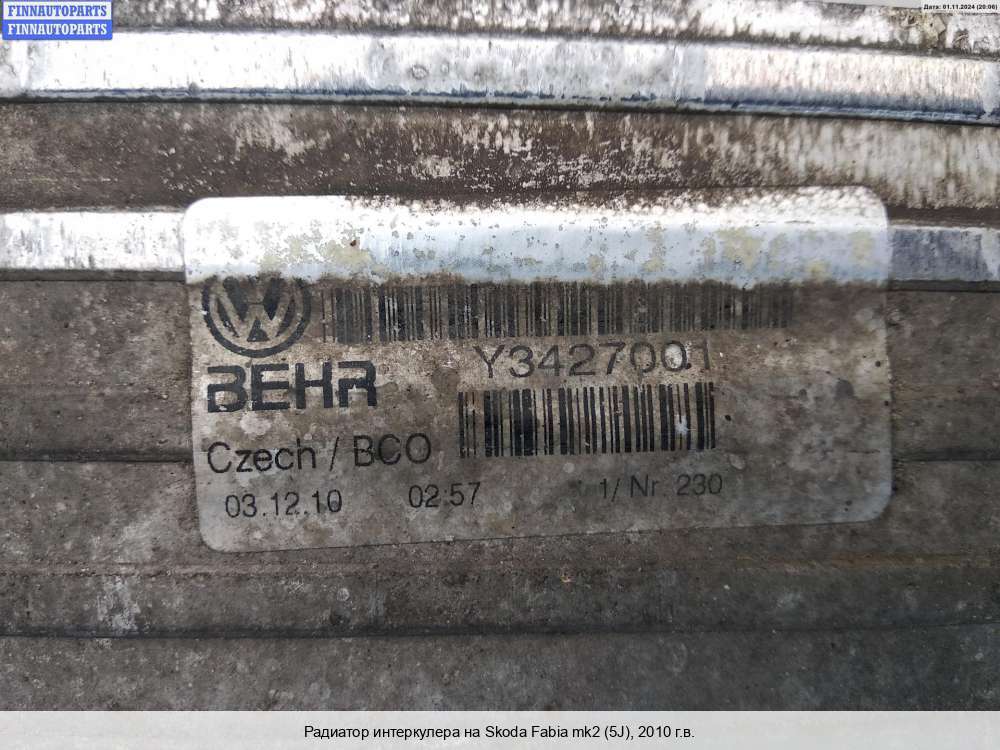 FINNAUTOPARTS
FINNAUTOPARTS
Дата: 01.11.2024 (20:06)
Y3427001
BEHR
Czech / BCO
03.12.10 02:57 1/ Nr 230
Радиатор интеркулера на Skoda Fabia mk2 (5J), 2010 г.в.